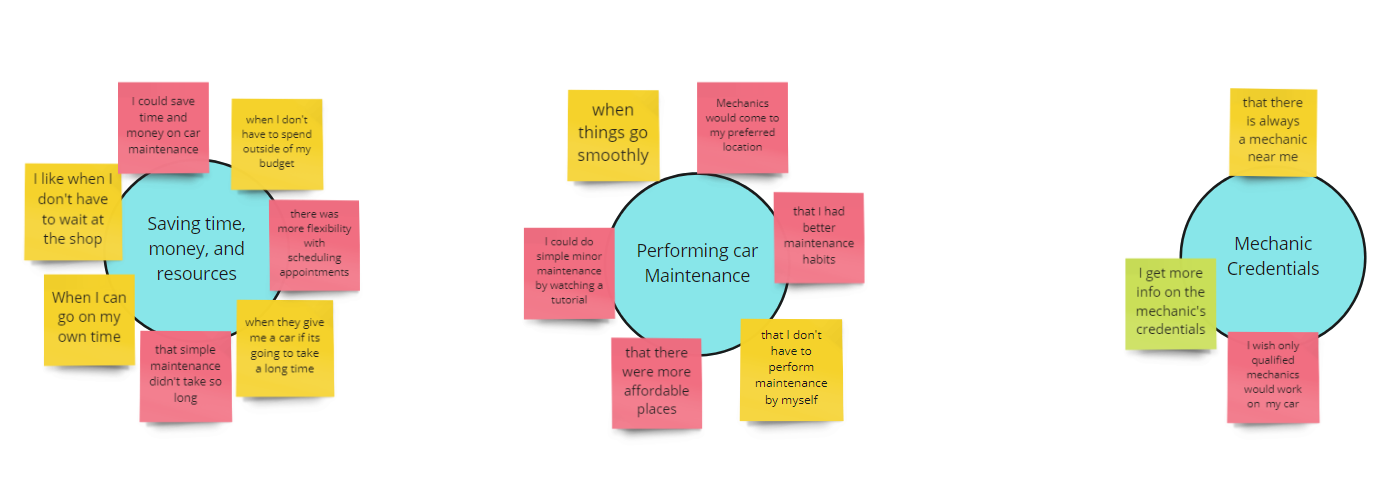 I could save
time and
money on car
maintenance
when I don't
have to spend
outside of my
budget
I like when I
don't have
to wait at
the shop
Saving time,
money, and
resources
there was
more flexibility
with
scheduling
appointments
When I can
go on my
own time
that simple
maintenance
didn't take so
long
when they give
me a car if its
going to take
a long time
when
things go
smoothly
Mechanics
would come to
my preferred
location
I could do
simple minor
maintenance
by watching a
tutorial
Performing car
Maintenance
that I had
better
maintenance
habits
that there
were more
affordable
places
that I don't
have to
perform
maintenance
by myself
that there
is always
a mechanic
near me
Mechanic
Credentials
I get more
info on the
mechanic's
credentials
I wish only
qualified
mechanics
would work
on my car